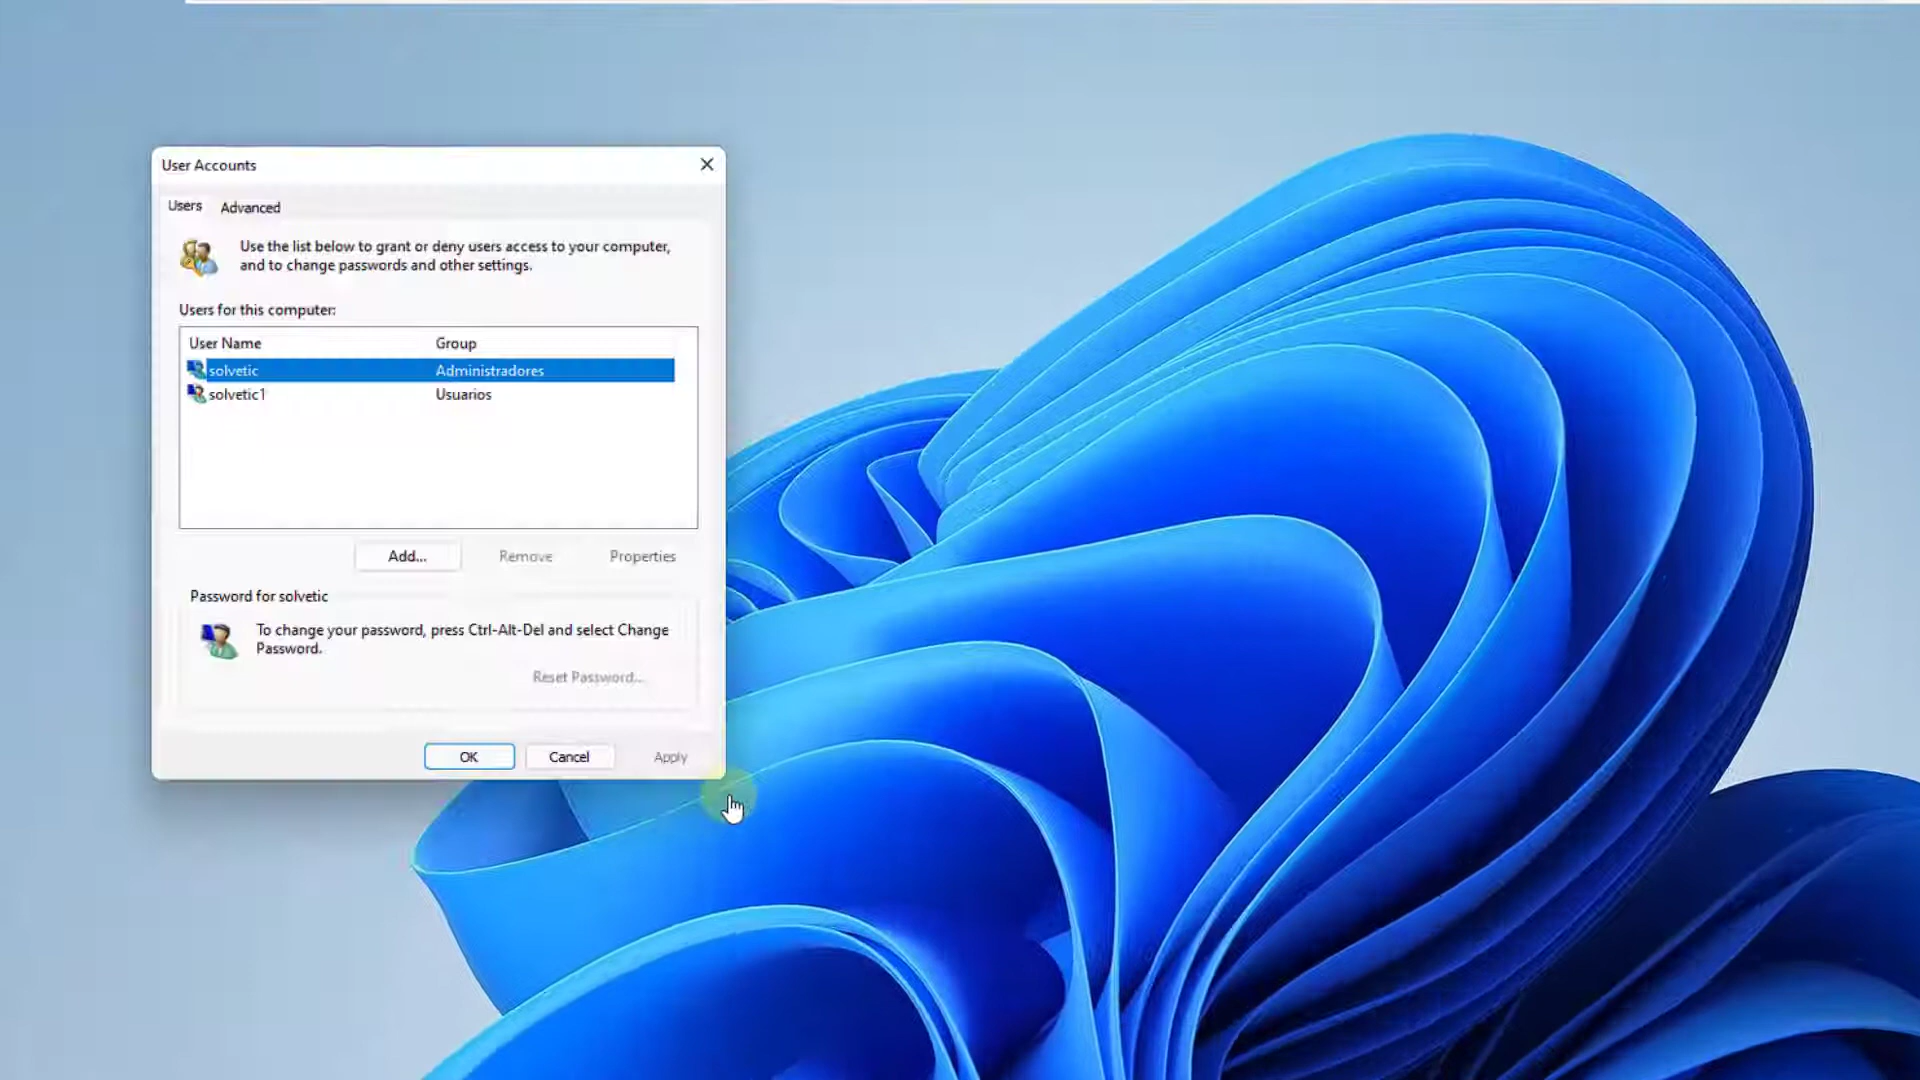 User Accounts
Users Advanced
Use the list below to grant or deny users access to your computer,
and to change passwords and other settings.
Users for this computer:
User Name Group
solvetic Administradores
solvetic1 Usuarios
Add... Remove Properties
Password for solvetic
To change your password, press Ctrl-Alt-Del and select Change
Password.
Reset Password...
OK Cancel Apply